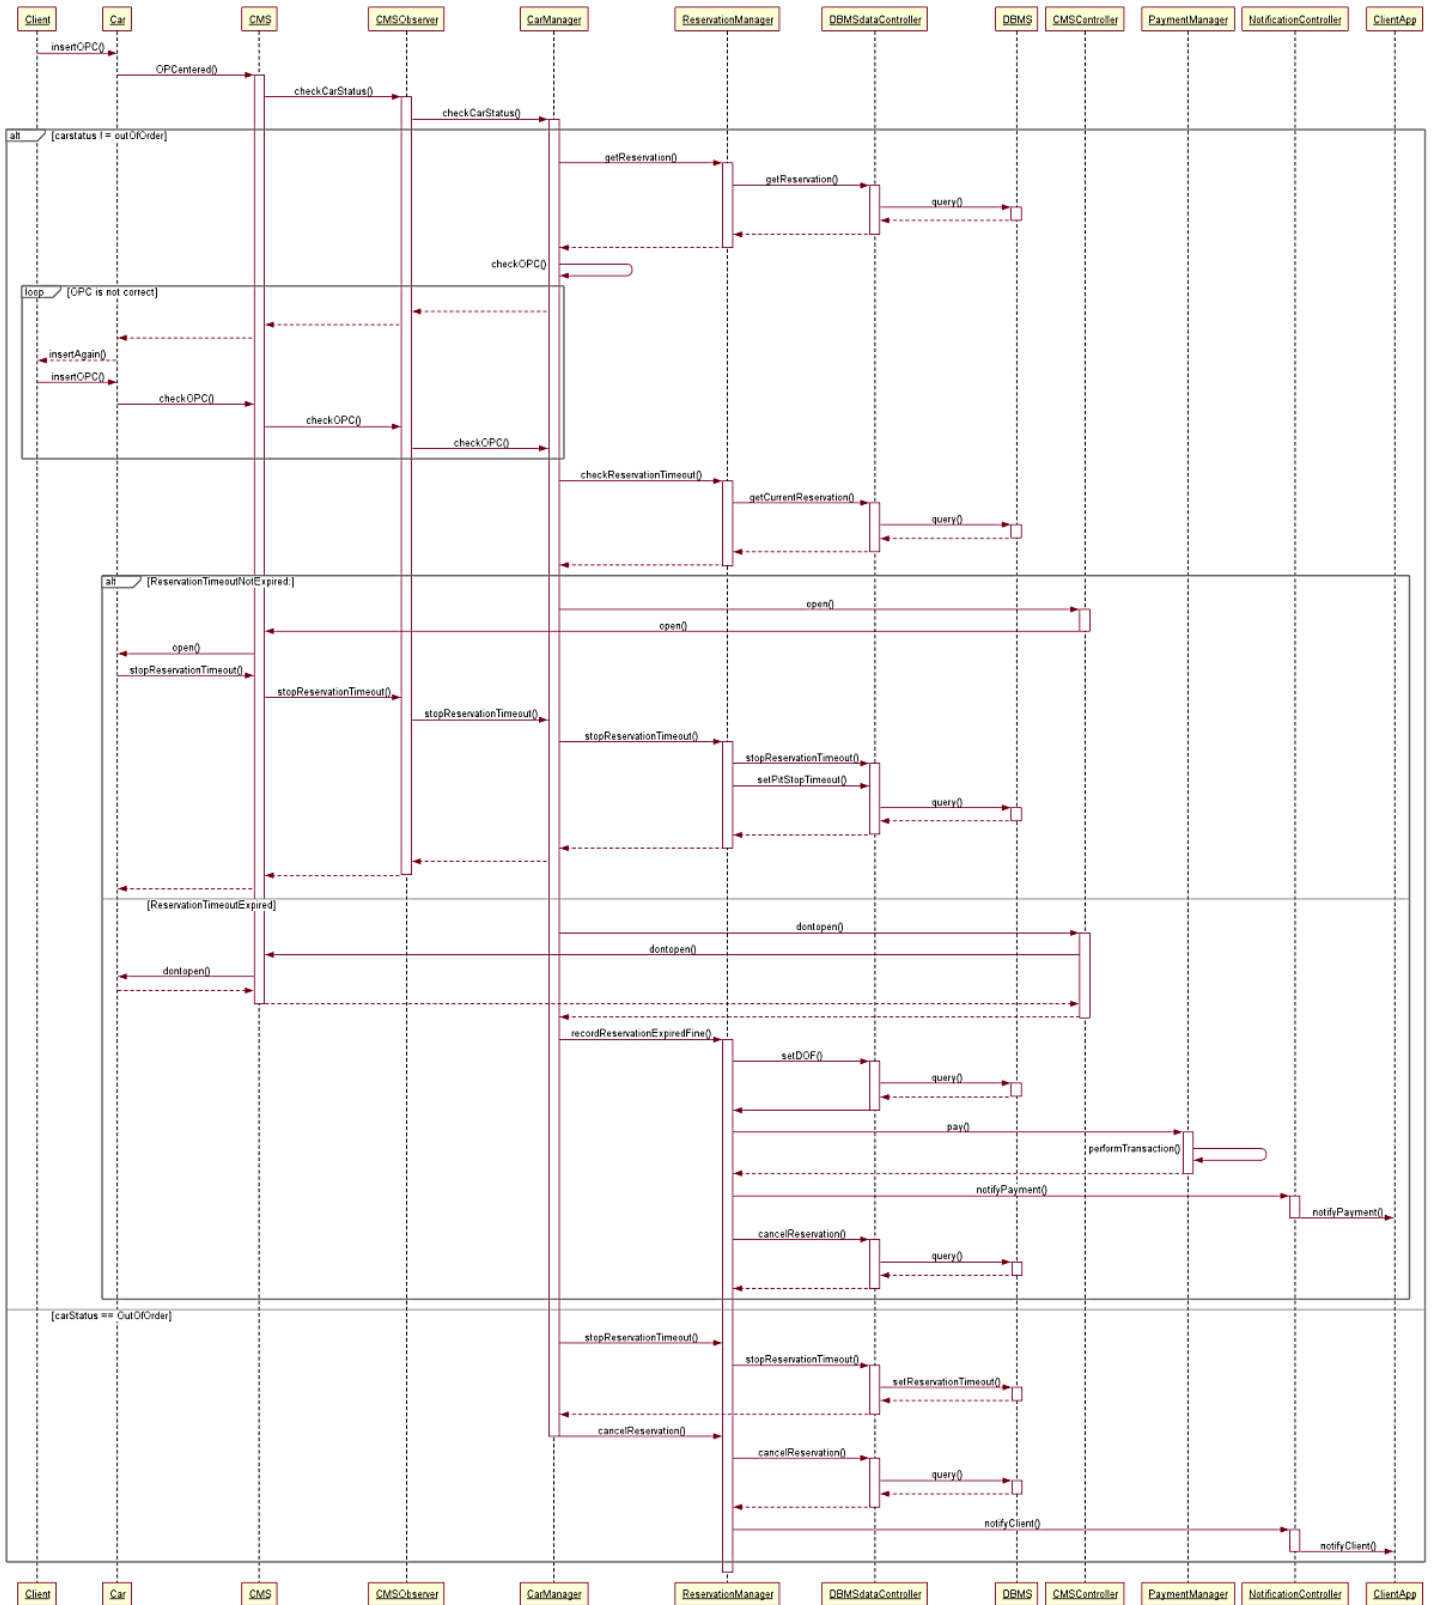 Client Car CMS CMSObserver CarManager ReservationManager DBMSdataController DBMS CMSController PaymentManager NotificationController ClientApp
insertOPC()
OPCentered()
checkCarStatus()
checkCarStatus()
alt [carstatus ! = outOfOrder]
getReservation()
getReservation()
query()
checkOPC()
loop [OPC is not correct]
insertAgain()
insertOPC()
checkOPC()
checkOPC()
checkOPC()
checkReservationTimeout()
getCurrentReservation()
query()
alt [ReservationTimeoutNotExpired:]
open()
open()
open()
stopReservationTimeout()
stopReservationTimeout()
stopReservationTimeout()
stopReservationTimeout()
stopReservationTimeout()
setPitStopTimeout()
query()
[ReservationTimeoutExpired]
dontopen()
dontopen()
dontopen()
recordReservationExpiredFine()
setDOF()
query()
pay()
performTransaction()
notifyPayment()
notifyPayment()
cancelReservation()
query()
[carStatus == OutOfOrder]
stopReservationTimeout()
stopReservationTimeout()
setReservationTimeout()
cancelReservation()
cancelReservation()
query()
notifyClient()
notifyClient()
Client Car CMS CMSObserver CarManager ReservationManager DBMSdataController DBMS CMSController PaymentManager NotificationController ClientApp